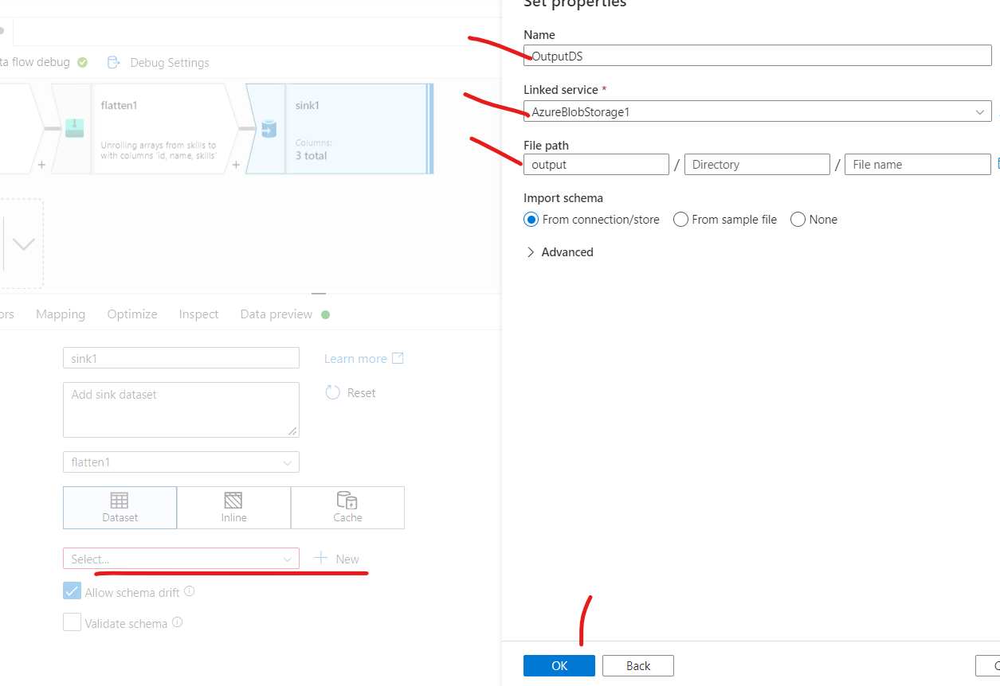 Set properties
Name
OutputDS
Linked service *
AzureBlobStorage1
File path
output / Directory / File name
Import schema
From connection/store From sample file None
Advanced
OK Back
flow debug Debug Settings
flatten1
Unrolling arrays from skills to
with columns 'id, name, skills'
+
sink1
Columns:
3 total
+
Mapping Optimize Inspect Data preview
sink1
Learn more
Add sink dataset
Reset
flatten1
Dataset Inline Cache
Select... + New
Allow schema drift
Validate schema